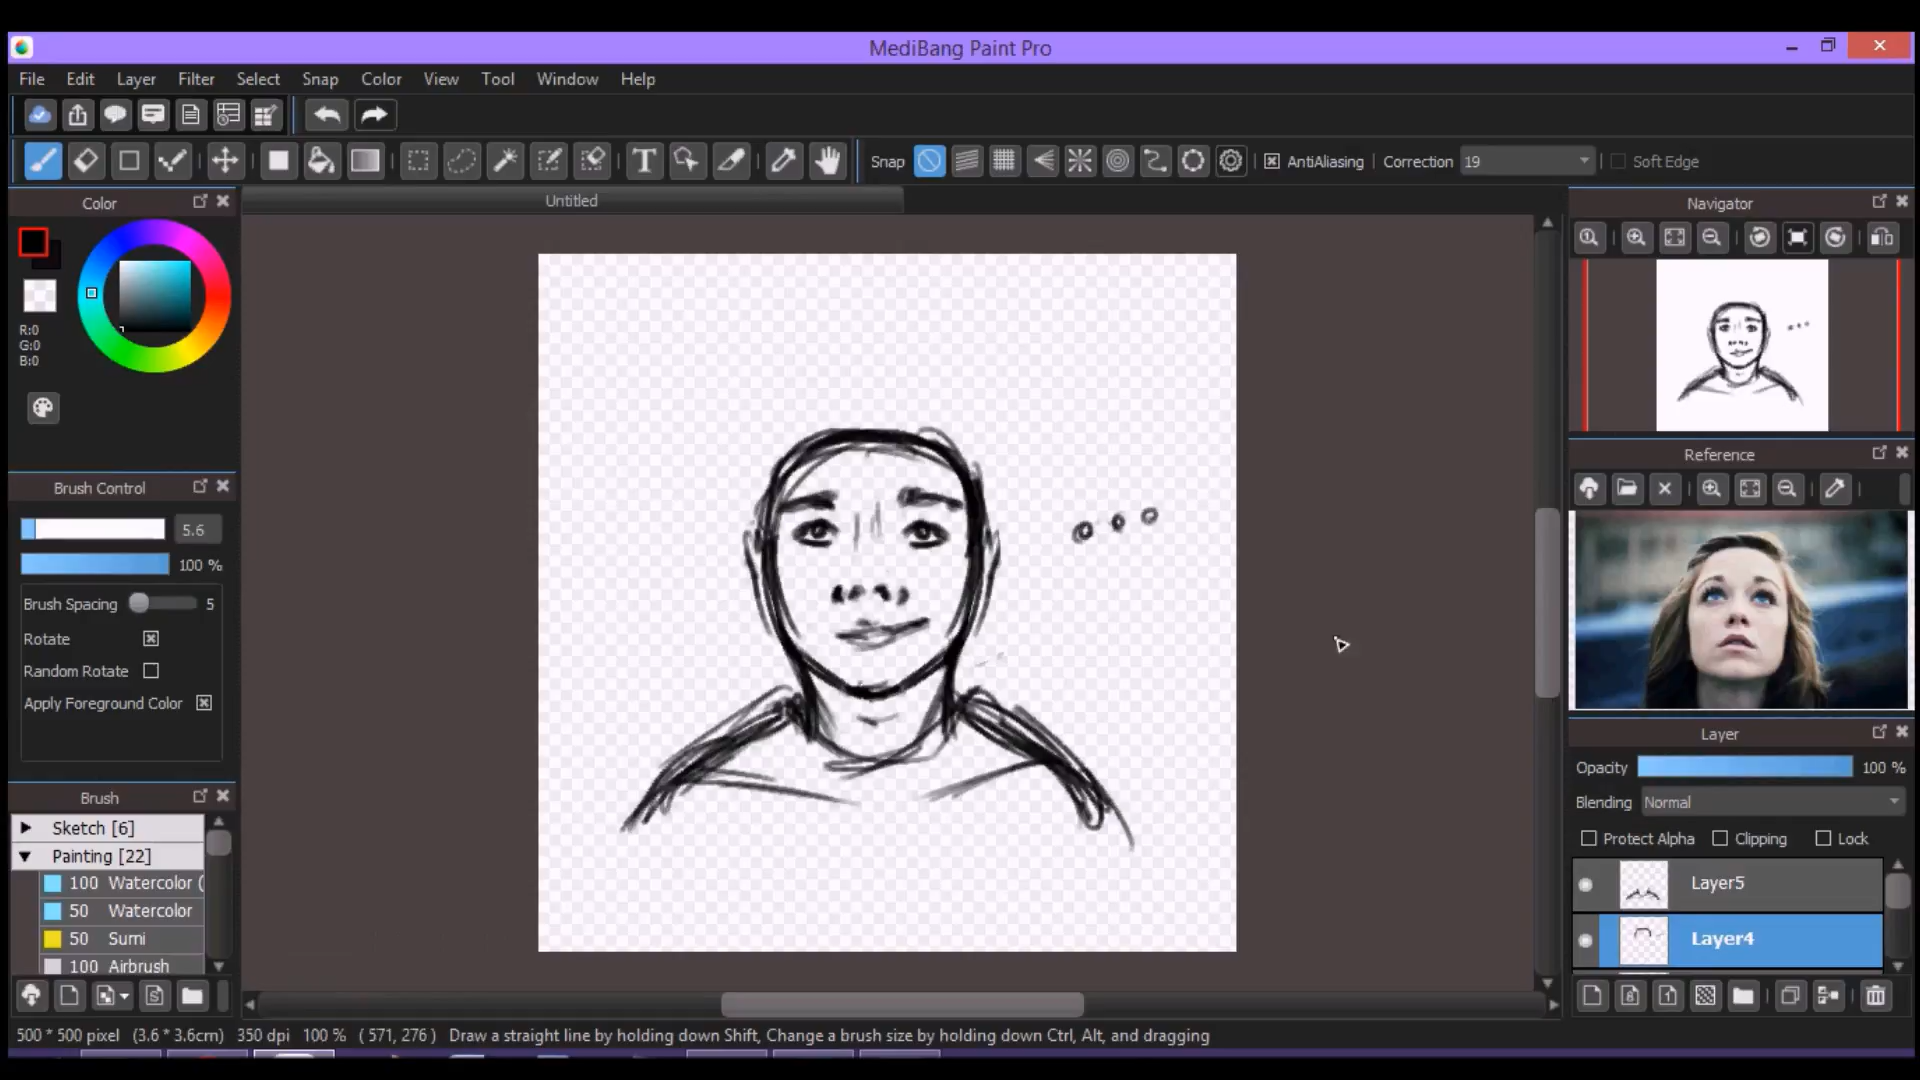 MediBang Paint Pro
File Edit Layer Filter Select Snap Color View Tool Window Help
T Snap AntiAliasing Correction 19 Soft Edge
Color
Untitled
Navigator
R:0
G:0
B:0
Reference
Brush Control
5.6
100 %
Brush Spacing 5
Rotate
Random Rotate
Apply Foreground Color
Layer
Opacity 100 %
Blending Normal
Protect Alpha Clipping Lock
Brush
Sketch [6]
Painting [22]
100 Watercolor (
50 Watercolor
50 Sumi
100 Airbrush
Layer5
Layer4
500 * 500 pixel (3.6 * 3.6cm) 350 dpi 100 % ( 571, 276 ) Draw a straight line by holding down Shift, Change a brush size by holding down Ctrl, Alt, and dragging